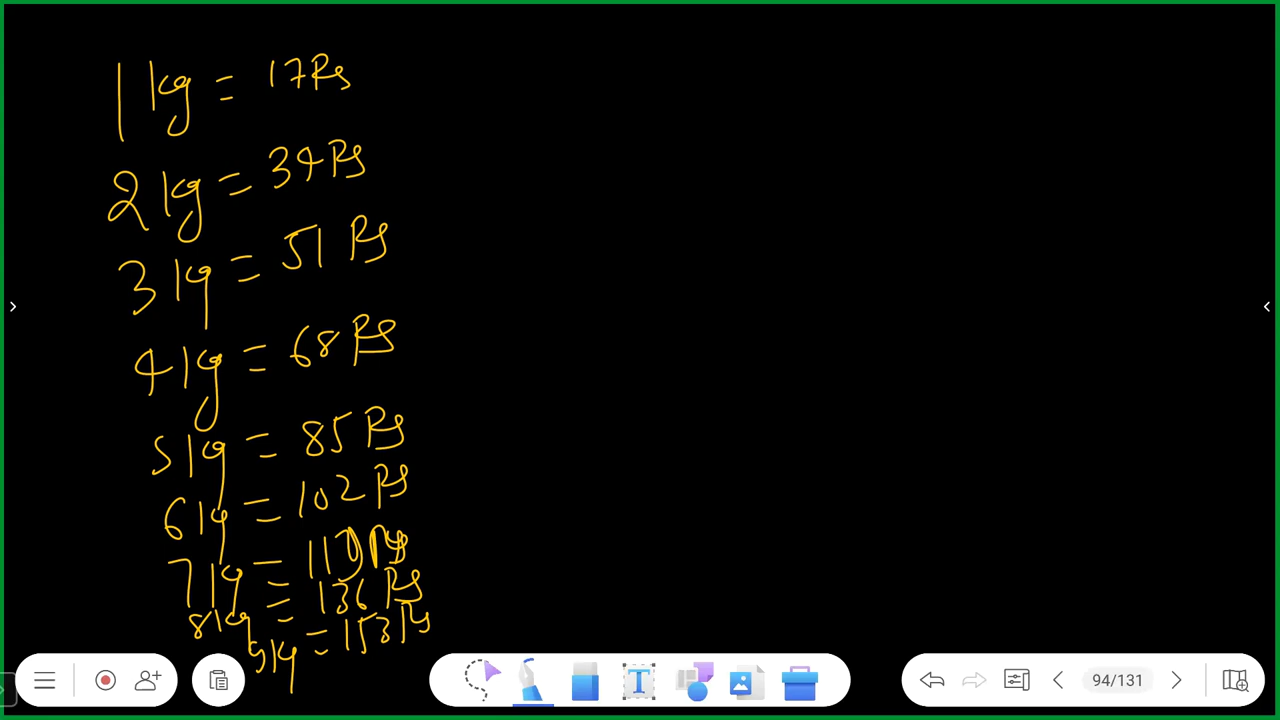 1 kg = 17 Rs
2 kg = 34 Rs
3 kg = 51 Rs
4 kg = 68 Rs
5 kg = 85 Rs
6 kg = 102 Rs
7 kg = Rs
8 kg = 136 Rs
9 kg = 153 Rs
T
94/131